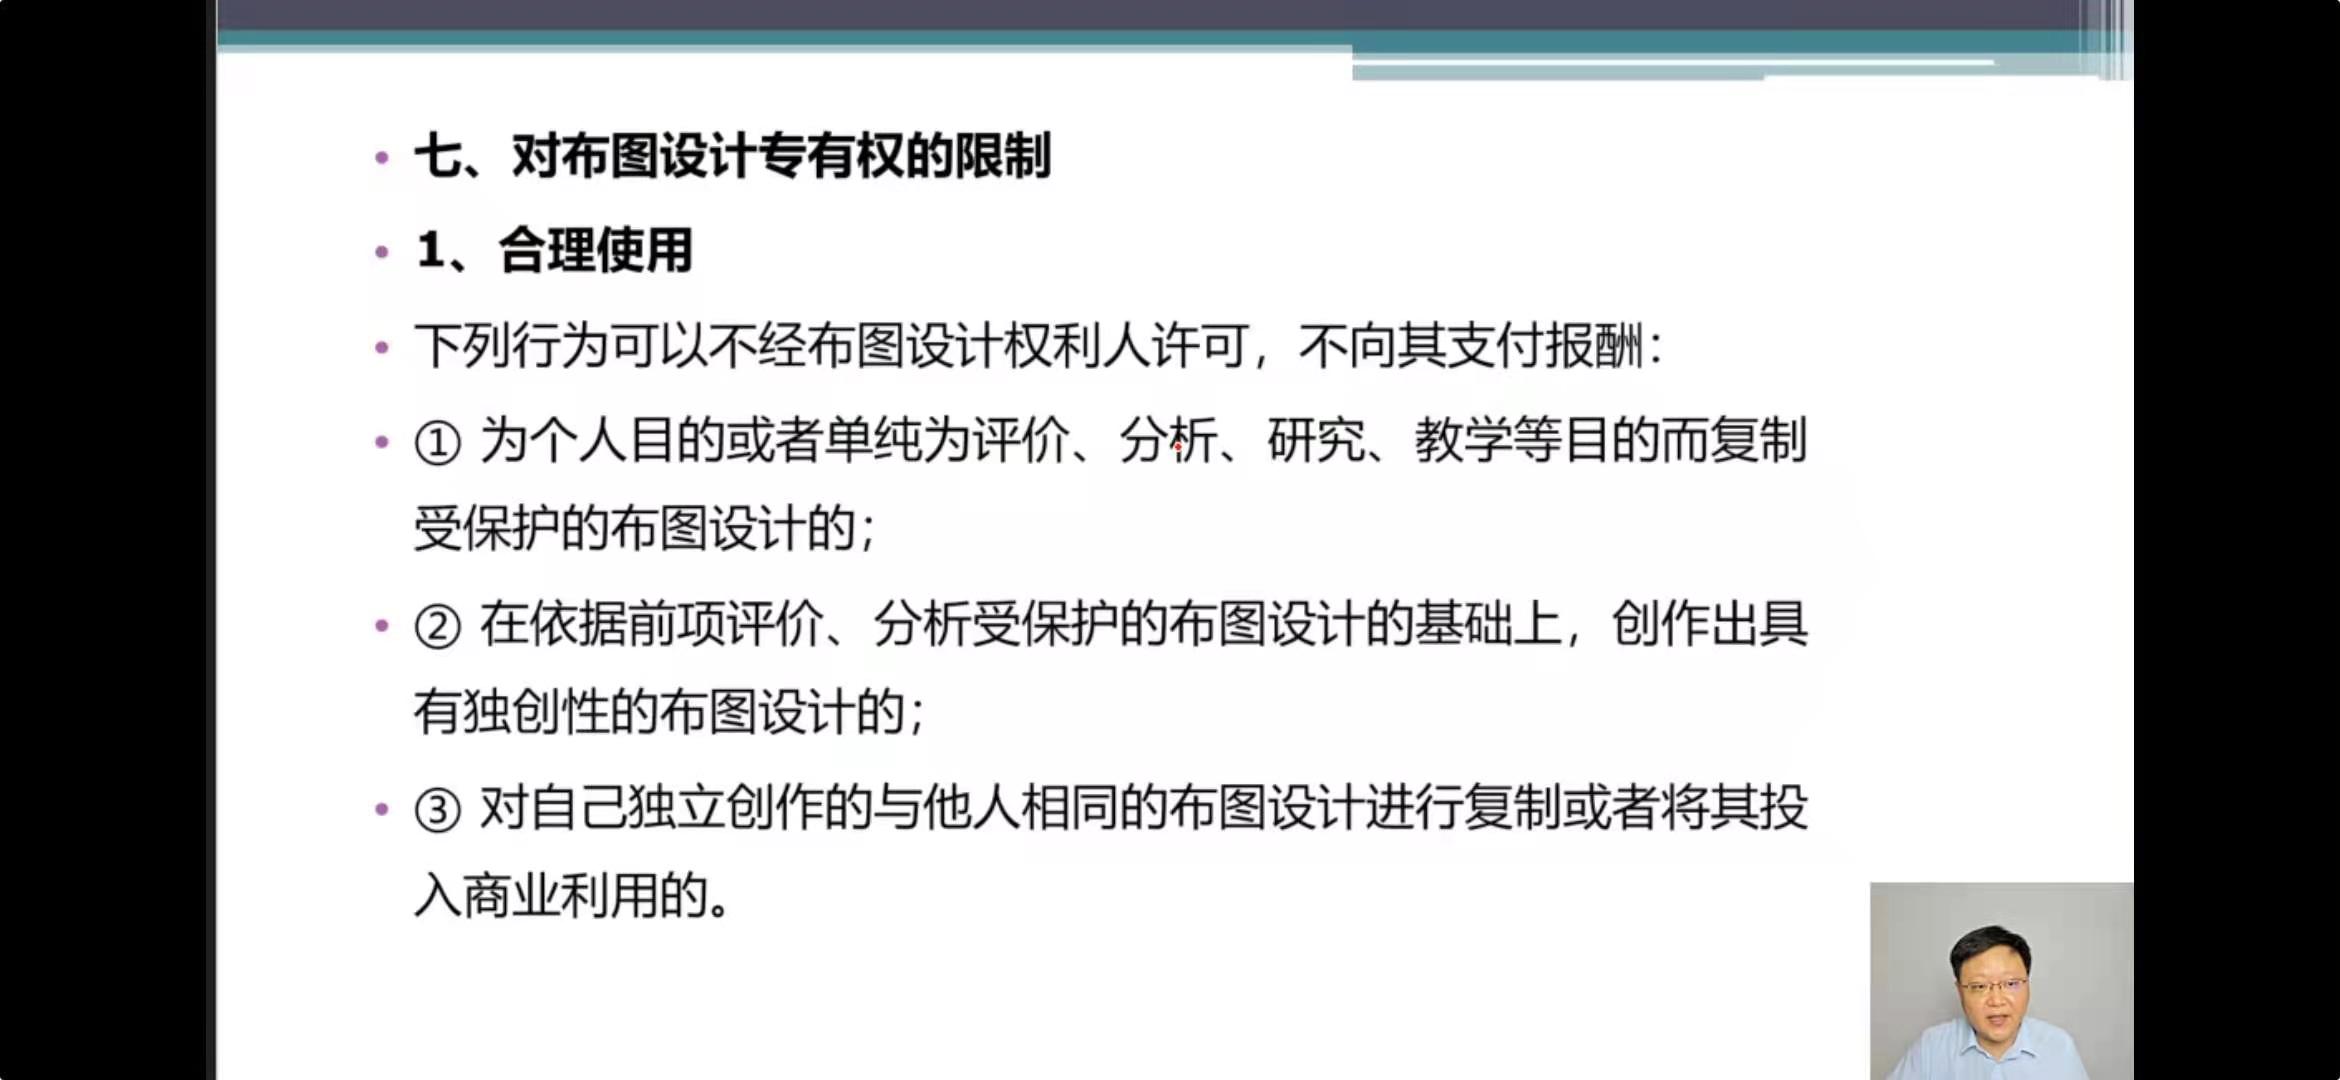 • 七、对布图设计专有权的限制
• 1、合理使用
• 下列行为可以不经布图设计权利人许可，不向其支付报酬：
• ① 为个人目的或者单纯为评价、分析、研究、教学等目的而复制
受保护的布图设计的；
• ② 在依据前项评价、分析受保护的布图设计的基础上，创作出具
有独创性的布图设计的；
• ③ 对自己独立创作的与他人相同的布图设计进行复制或者将其投
入商业利用的。